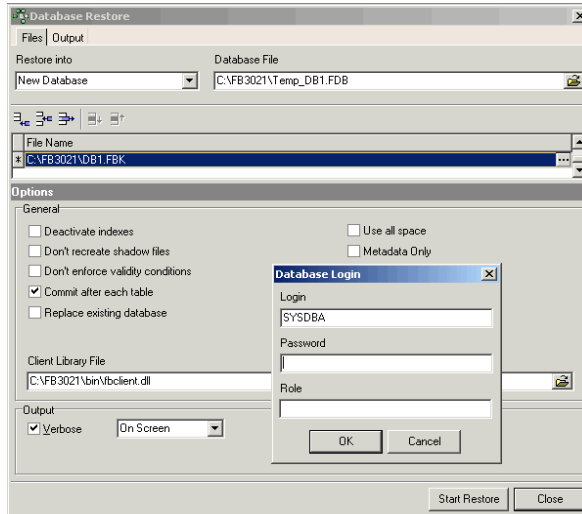 Database Restore
Files Output
Restore into Database File
New Database C:\FB3021\Temp_DB1.FDB
File Name
* C:\FB3021\DB1.FBK ...
Options
General
Deactivate indexes Use all space
Don't recreate shadow files Metadata Only
Don't enforce validity conditions
Database Login
Commit after each table
Login
Replace existing database
SYSDBA
Password
Client Library File
C:\FB3021\bin\fbclient.dll
Role
Output
Verbose On Screen
OK Cancel
Start Restore Close